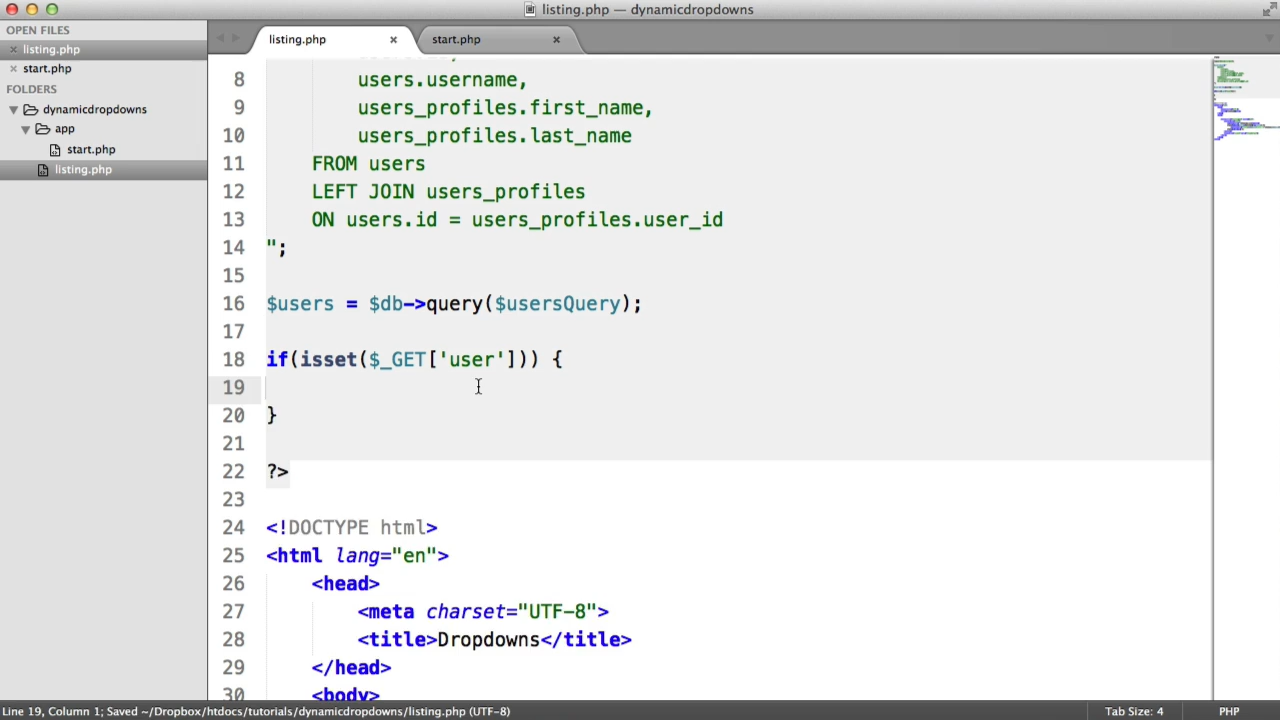 listing.php — dynamicdropdowns
OPEN FILES
listing.php
start.php
FOLDERS
dynamicdropdowns
app
start.php
listing.php
listing.php
start.php
8 users.username,
9 users_profiles.first_name,
10 users_profiles.last_name
11 FROM users
12 LEFT JOIN users_profiles
13 ON users.id = users_profiles.user_id
14 ";
15
16 $users = $db->query($usersQuery);
17
18 if(isset($_GET['user'])) {
19
20 }
21
22 ?>
23
24 <!DOCTYPE html>
25 <html lang="en">
26 <head>
27 <meta charset="UTF-8">
28 <title>Dropdowns</title>
29 </head>
30 <body>
Line 19, Column 1; Saved ~/Dropbox/htdocs/tutorials/dynamicdropdowns/listing.php (UTF-8)
Tab Size: 4
PHP